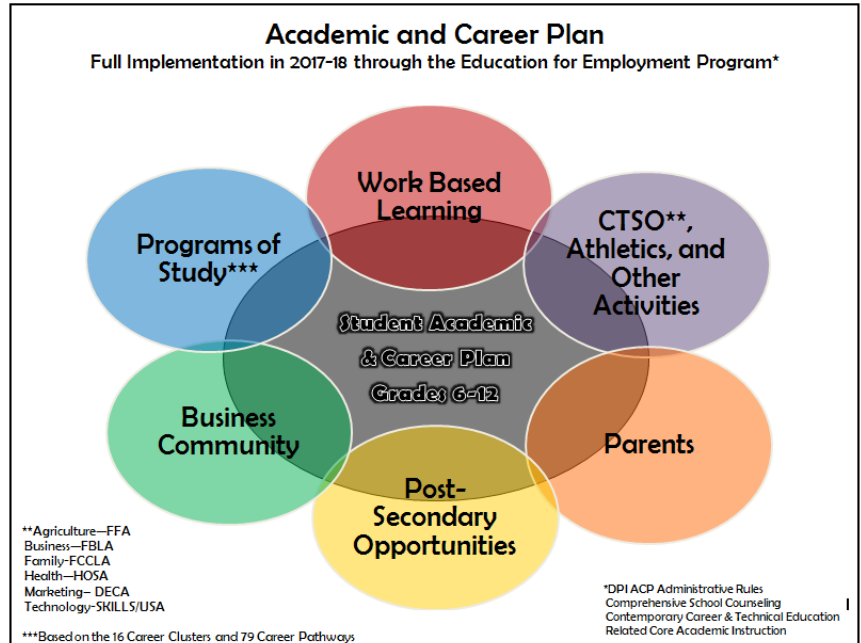 Academic and Career Plan
Full Implementation in 2017-18 through the Education for Employment Program*
Work Based
Learning
CTSO**,
Athletics, and
Other
Activities
Programs of
Study***
Student Academic
& Career Plan
Grades 6-12
Business
Community
Parents
Post-
Secondary
Opportunities
**Agriculture—FFA
Business—FBLA
Family-FCCLA
Health—HOSA
Marketing– DECA
Technology-SKILLS/USA
***Based on the 16 Career Clusters and 79 Career Pathways
*DPI ACP Administrative Rules
Comprehensive School Counseling
Contemporary Career & Technical Education
Related Core Academic Instruction